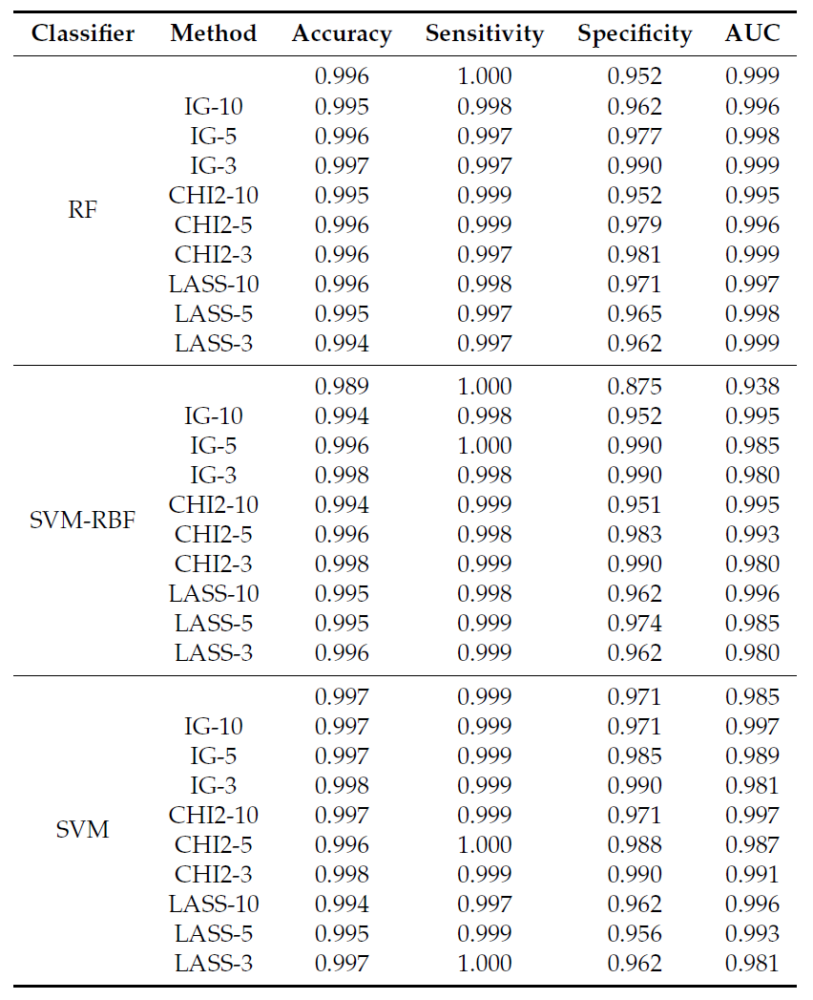 Classifier Method Accuracy Sensitivity Specificity AUC
0.996 1.000 0.952 0.999
IG-10 0.995 0.998 0.962 0.996
IG-5 0.996 0.997 0.977 0.998
IG-3 0.997 0.997 0.990 0.999
CHI2-10 0.995 0.999 0.952 0.995
RF
CHI2-5 0.996 0.999 0.979 0.996
CHI2-3 0.996 0.997 0.981 0.999
LASS-10 0.996 0.998 0.971 0.997
LASS-5 0.995 0.997 0.965 0.998
LASS-3 0.994 0.997 0.962 0.999
0.989 1.000 0.875 0.938
IG-10 0.994 0.998 0.952 0.995
IG-5 0.996 1.000 0.990 0.985
IG-3 0.998 0.998 0.990 0.980
CHI2-10 0.994 0.999 0.951 0.995
SVM-RBF
CHI2-5 0.996 0.998 0.983 0.993
CHI2-3 0.998 0.999 0.990 0.980
LASS-10 0.995 0.998 0.962 0.996
LASS-5 0.995 0.999 0.974 0.985
LASS-3 0.996 0.999 0.962 0.980
0.997 0.999 0.971 0.985
IG-10 0.997 0.999 0.971 0.997
IG-5 0.997 0.999 0.985 0.989
IG-3 0.998 0.999 0.990 0.981
CHI2-10 0.997 0.999 0.971 0.997
SVM
CHI2-5 0.996 1.000 0.988 0.987
CHI2-3 0.998 0.999 0.990 0.991
LASS-10 0.994 0.997 0.962 0.996
LASS-5 0.995 0.999 0.956 0.993
LASS-3 0.997 1.000 0.962 0.981